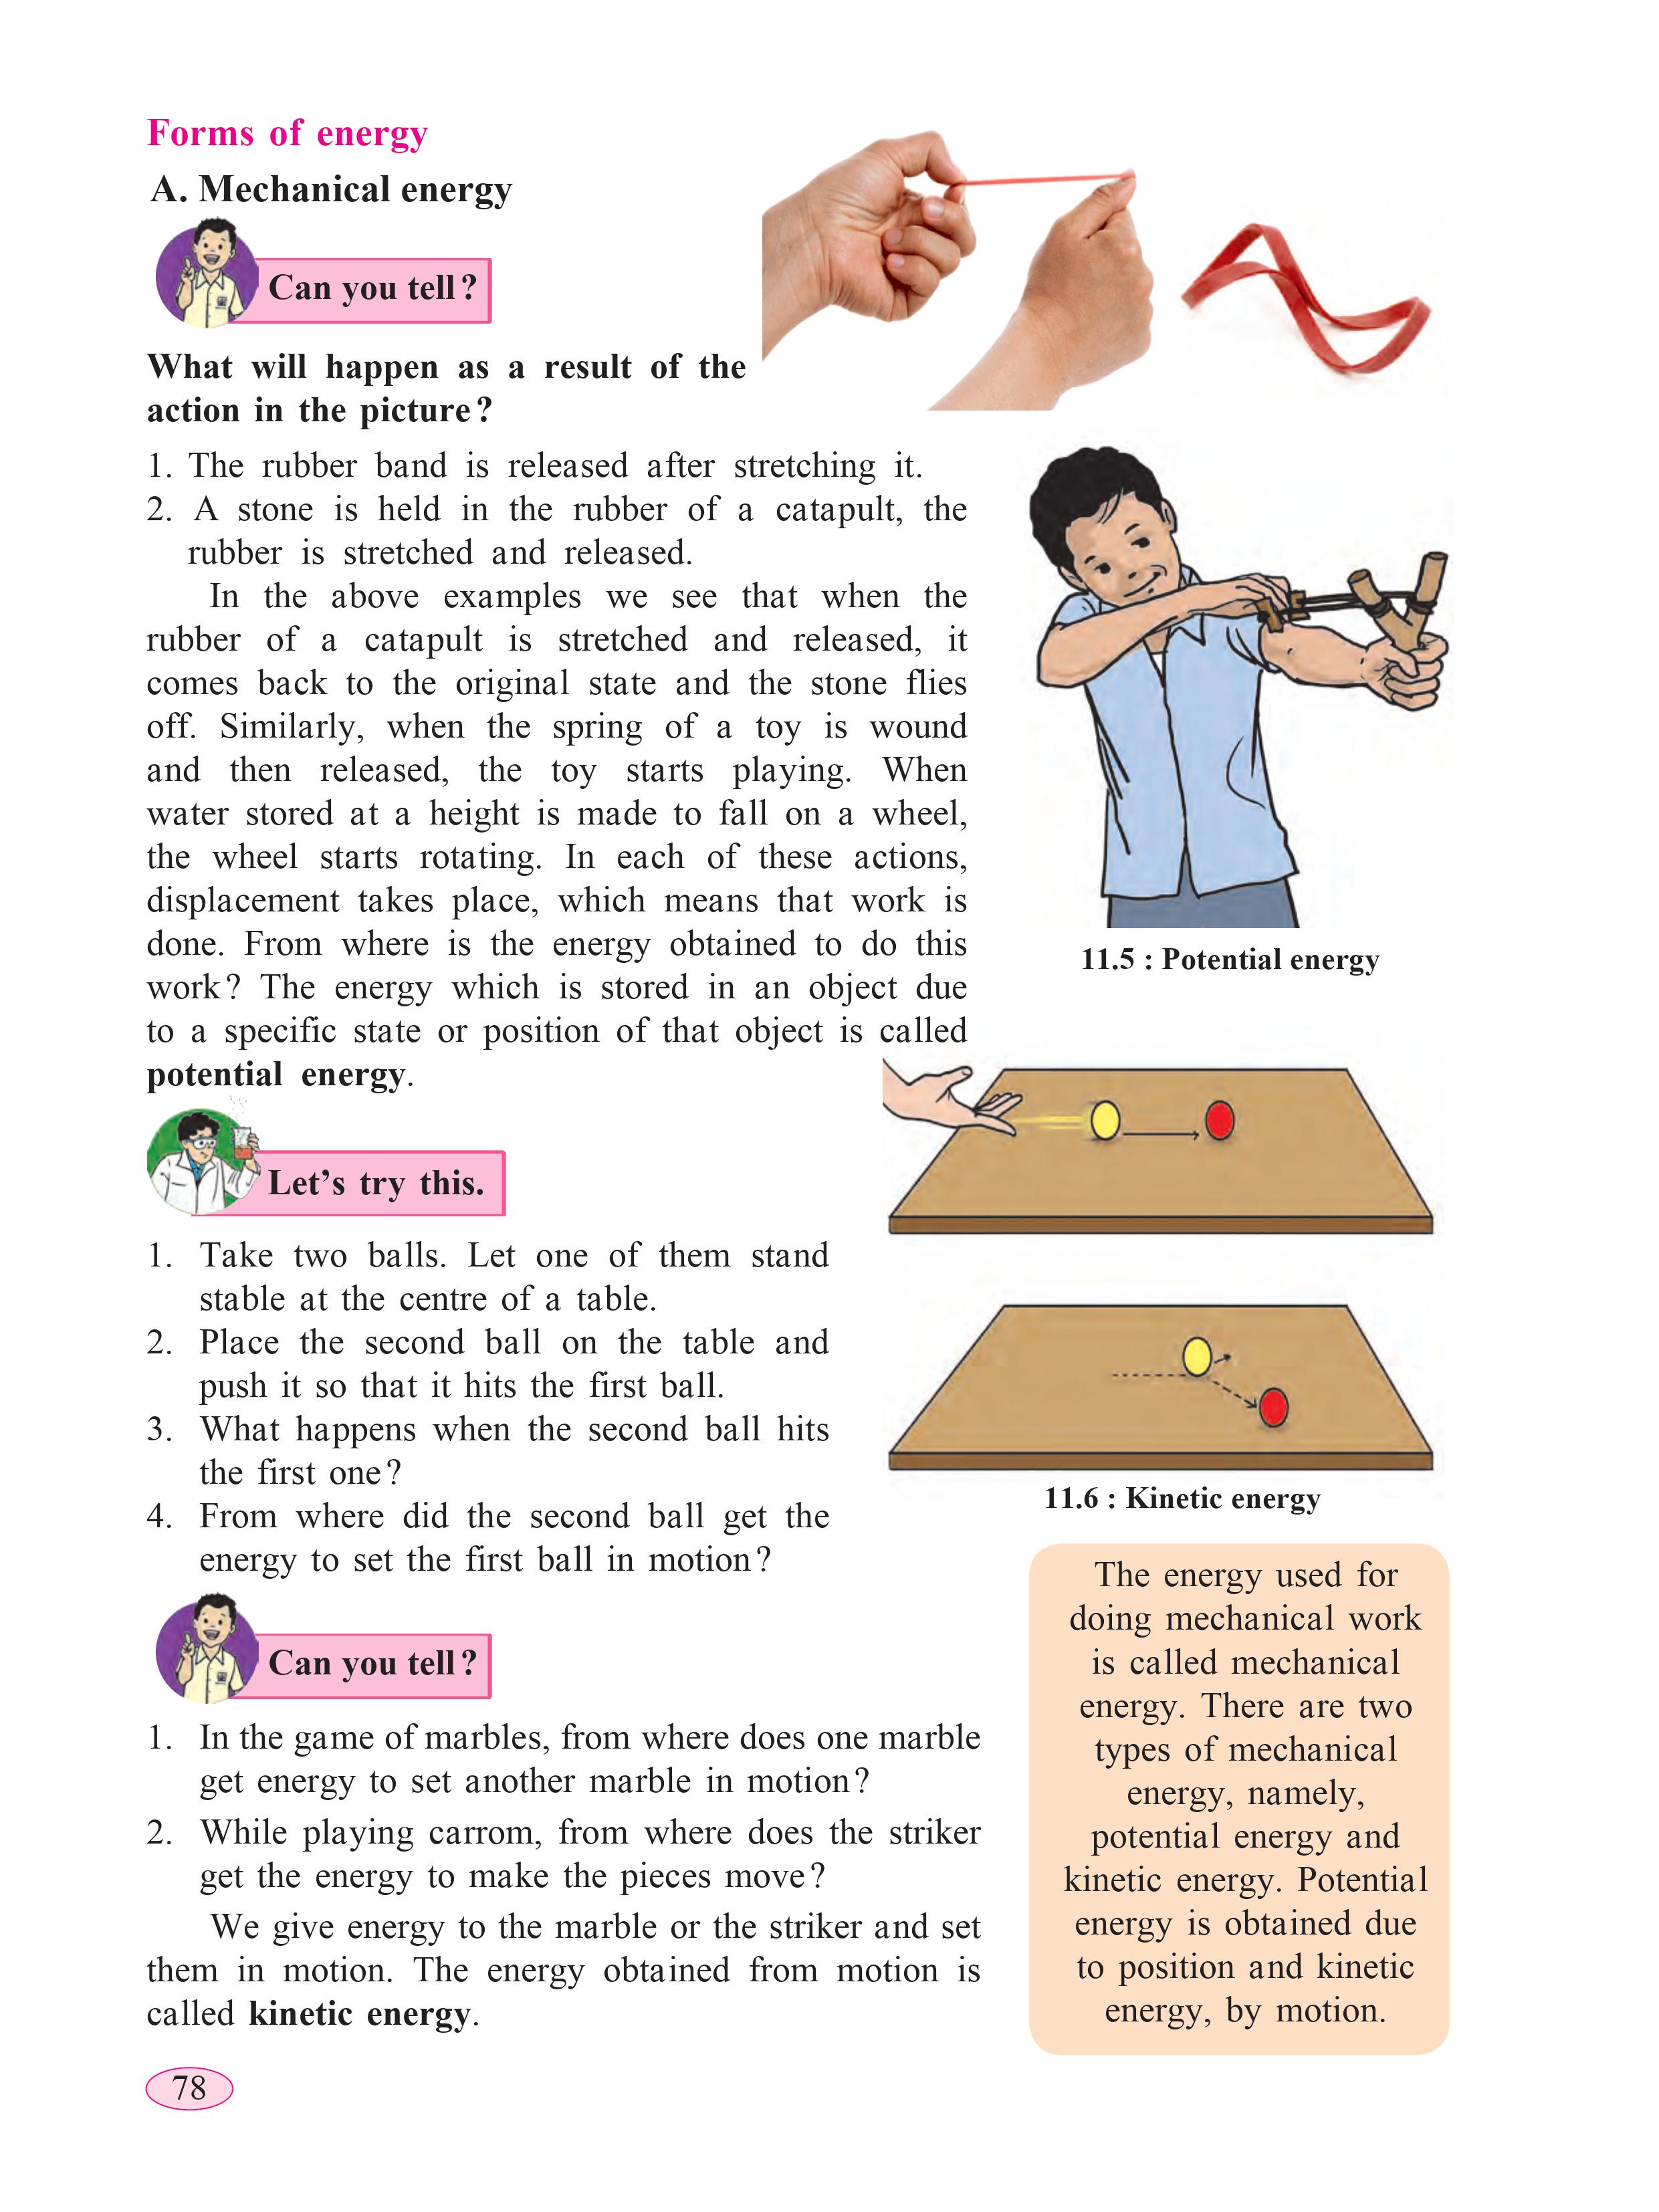 Forms of energy
A. Mechanical energy
Can you tell?
What will happen as a result of the
action in the picture?
1. The rubber band is released after stretching it.
2. A stone is held in the rubber of a catapult, the
rubber is stretched and released.
In the above examples we see that when the
rubber of a catapult is stretched and released, it
comes back to the original state and the stone flies
off. Similarly, when the spring of a toy is wound
and then released, the toy starts playing. When
water stored at a height is made to fall on a wheel,
the wheel starts rotating. In each of these actions,
displacement takes place, which means that work is
done. From where is the energy obtained to do this
work? The energy which is stored in an object due
to a specific state or position of that object is called
potential energy.
11.5 : Potential energy
Let's try this.
1. Take two balls. Let one of them stand
stable at the centre of a table.
2. Place the second ball on the table and
push it so that it hits the first ball.
3. What happens when the second ball hits
the first one?
4. From where did the second ball get the
energy to set the first ball in motion?
11.6 : Kinetic energy
Can you tell?
1. In the game of marbles, from where does one marble
get energy to set another marble in motion?
2. While playing carrom, from where does the striker
get the energy to make the pieces move?
We give energy to the marble or the striker and set
them in motion. The energy obtained from motion is
called kinetic energy.
The energy used for
doing mechanical work
is called mechanical
energy. There are two
types of mechanical
energy, namely,
potential energy and
kinetic energy. Potential
energy is obtained due
to position and kinetic
energy, by motion.
78